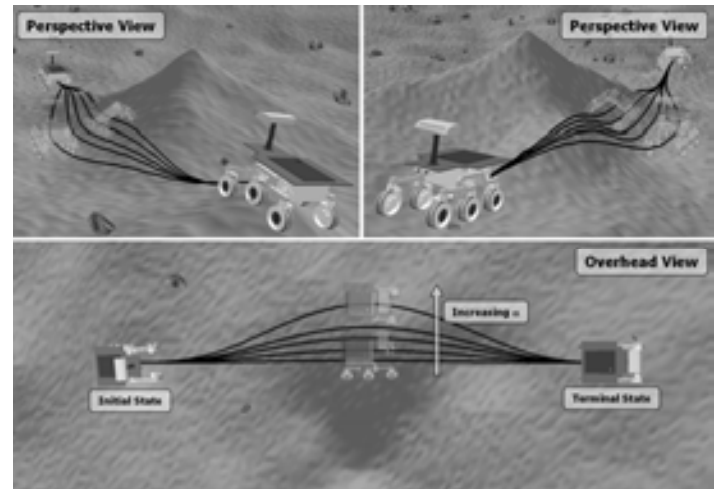 Perspective View
Perspective View
Overhead View
Increasing α
Initial State
Terminal State